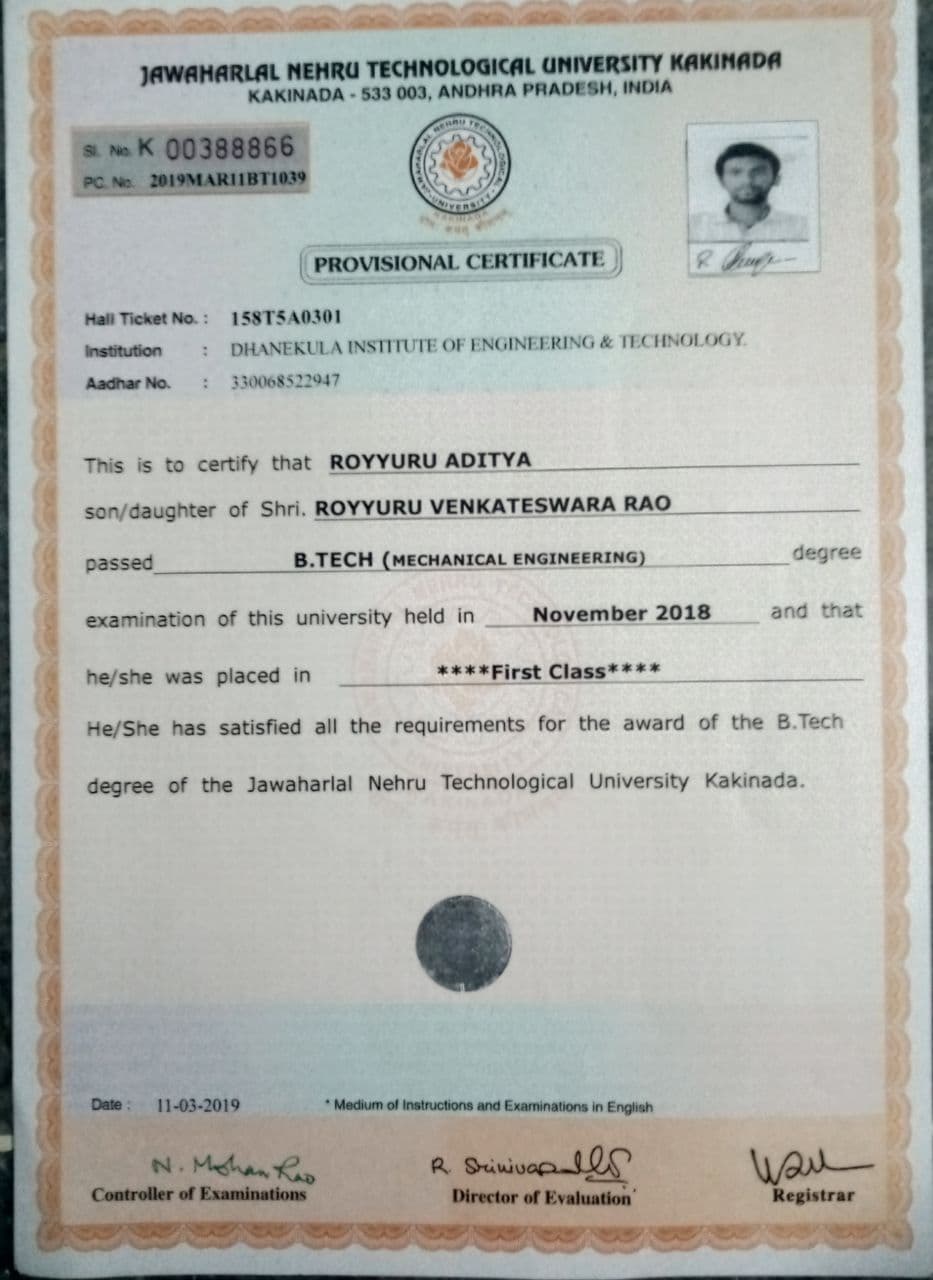 JAWAHARLAL NEHRU TECHNOLOGICAL UNIVERSITY KAKINADA
KAKINADA - 533 003, ANDHRA PRADESH, INDIA
Sl. No. K 00388866
PC. No. 2019MAR11BT1039
JAWAHARLAL NEHRU TECHNOLOGICAL UNIVERSITY
KAKINADA
PROVISIONAL CERTIFICATE
Hall Ticket No. : 158T5A0301
Institution : DHANEKULA INSTITUTE OF ENGINEERING & TECHNOLOGY.
Aadhar No. : 330068522947
This is to certify that ROYYURU ADITYA
son/daughter of Shri. ROYYURU VENKATESWARA RAO
passed B.TECH (MECHANICAL ENGINEERING) degree
examination of this university held in November 2018 and that
he/she was placed in ****First Class****
He/She has satisfied all the requirements for the award of the B.Tech
degree of the Jawaharlal Nehru Technological University Kakinada.
Date : 11-03-2019 * Medium of Instructions and Examinations in English
N. Mohan Rao
Controller of Examinations
Director of Evaluation
Registrar